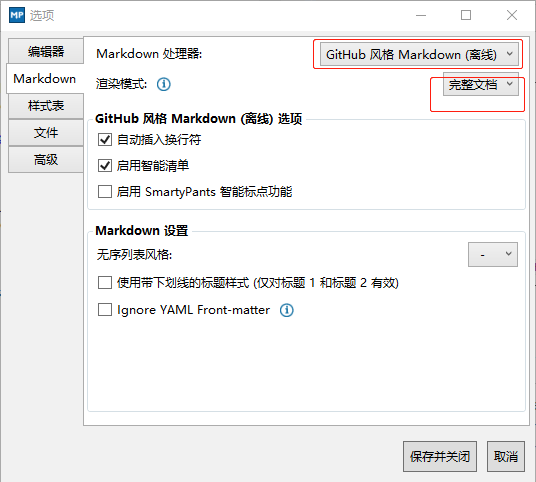 MP 选项
编辑器
Markdown
样式表
文件
高级
Markdown 处理器: GitHub 风格 Markdown (离线)
渲染模式: 完整文档
GitHub 风格 Markdown (离线) 选项
自动插入换行符
启用智能清单
启用 SmartyPants 智能标点功能
Markdown 设置
无序列表风格: -
使用带下划线的标题样式 (仅对标题 1 和标题 2 有效)
Ignore YAML Front-matter
保存并关闭 取消